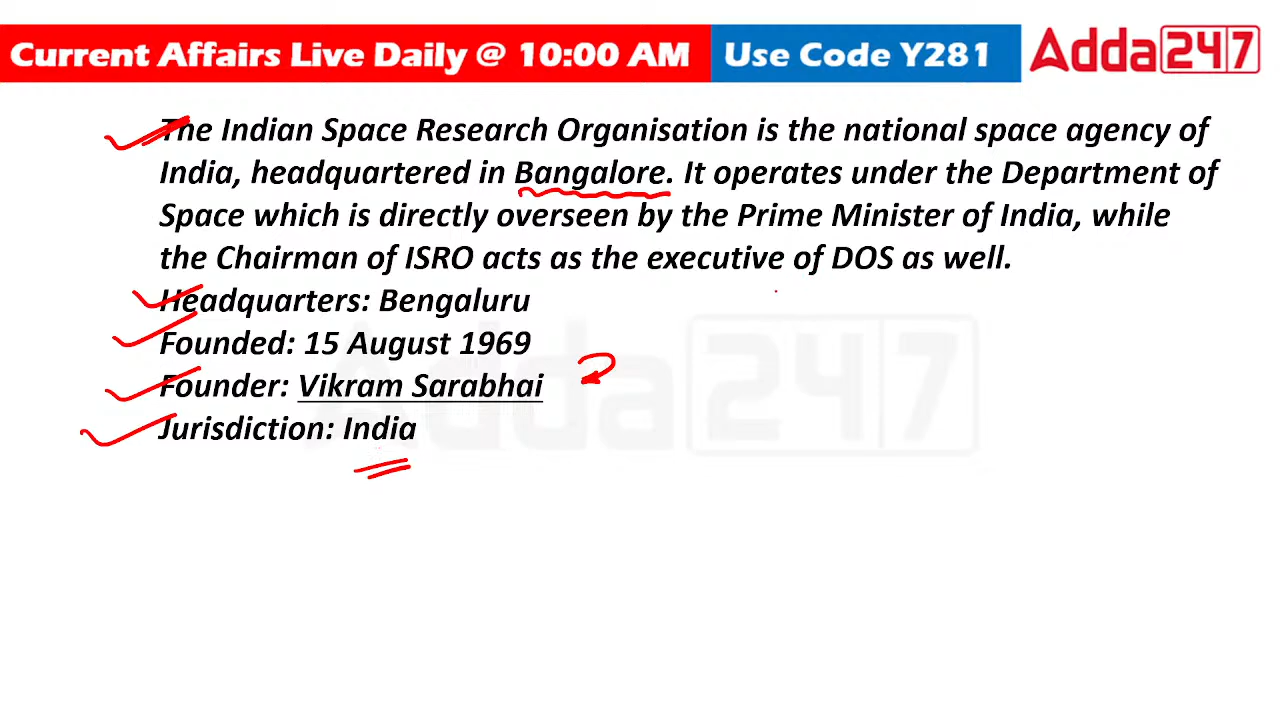 Current Affairs Live Daily @ 10:00 AM Use Code Y281 Adda247
The Indian Space Research Organisation is the national space agency of
India, headquartered in Bangalore. It operates under the Department of
Space which is directly overseen by the Prime Minister of India, while
the Chairman of ISRO acts as the executive of DOS as well.
Headquarters: Bengaluru
Founded: 15 August 1969
Founder: Vikram Sarabhai
Jurisdiction: India
Adda247